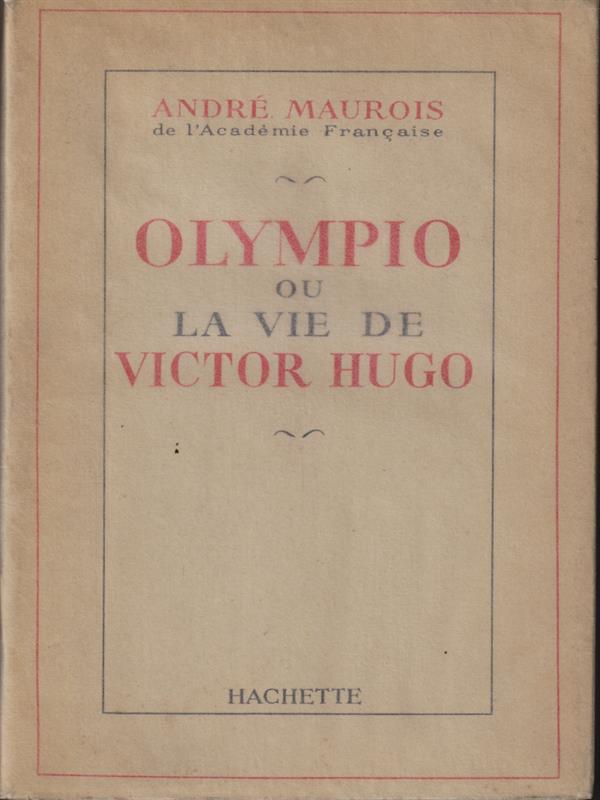 ANDRÉ MAUROIS
de l'Académie Française
OLYMPIO
OU
LA VIE DE
VICTOR HUGO
HACHETTE